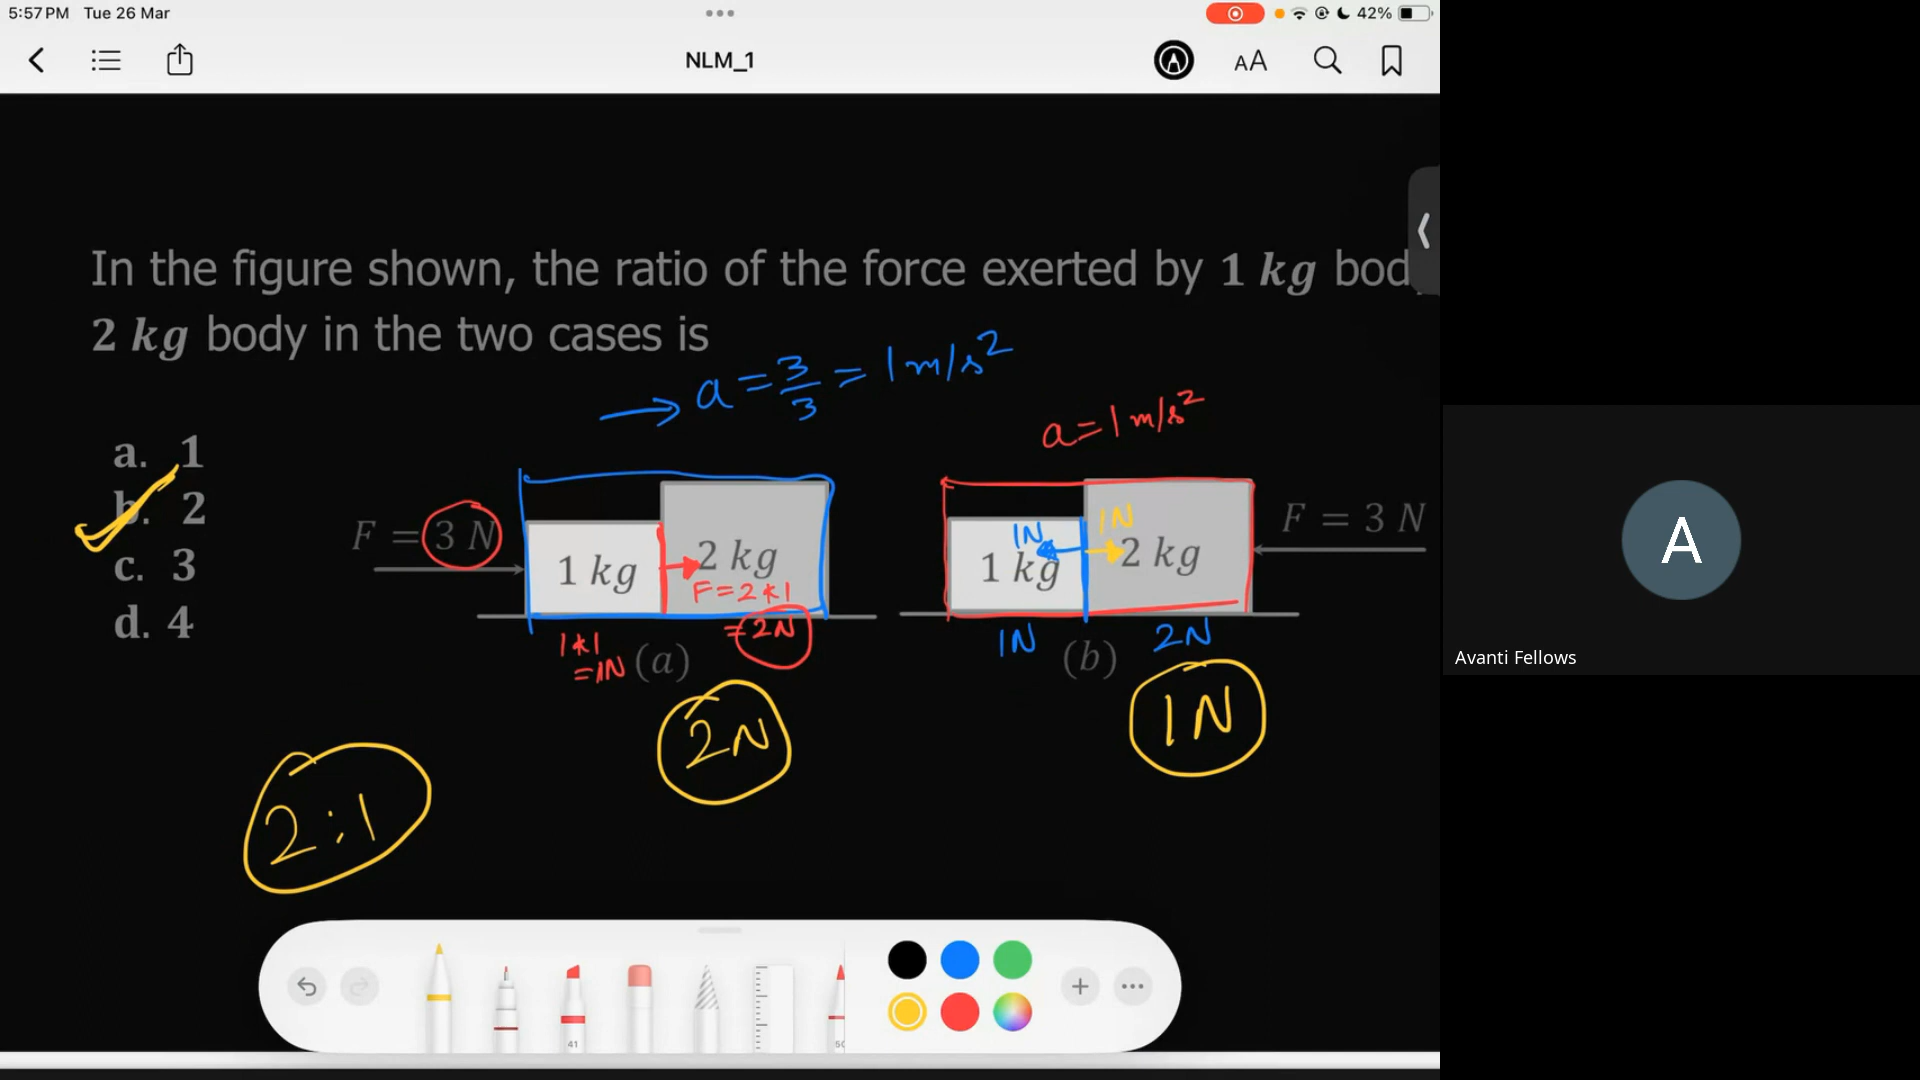 5:57 PM Tue 26 Mar
42%
NLM_1
AA
In the figure shown, the ratio of the force exerted by 1 kg bod
2 kg body in the two cases is
→ a = 3/3 = 1 m/s²
a = 1 m/s²
a. 1
b. 2
c. 3
d. 4
F = 3 N
1 kg
2 kg
F = 2*1
= 2N
1*1
= 1N
(a)
2N
1N
1N
1 kg
2 kg
F = 3 N
1N
2N
(b)
1N
2:1
41
50
A
Avanti Fellows